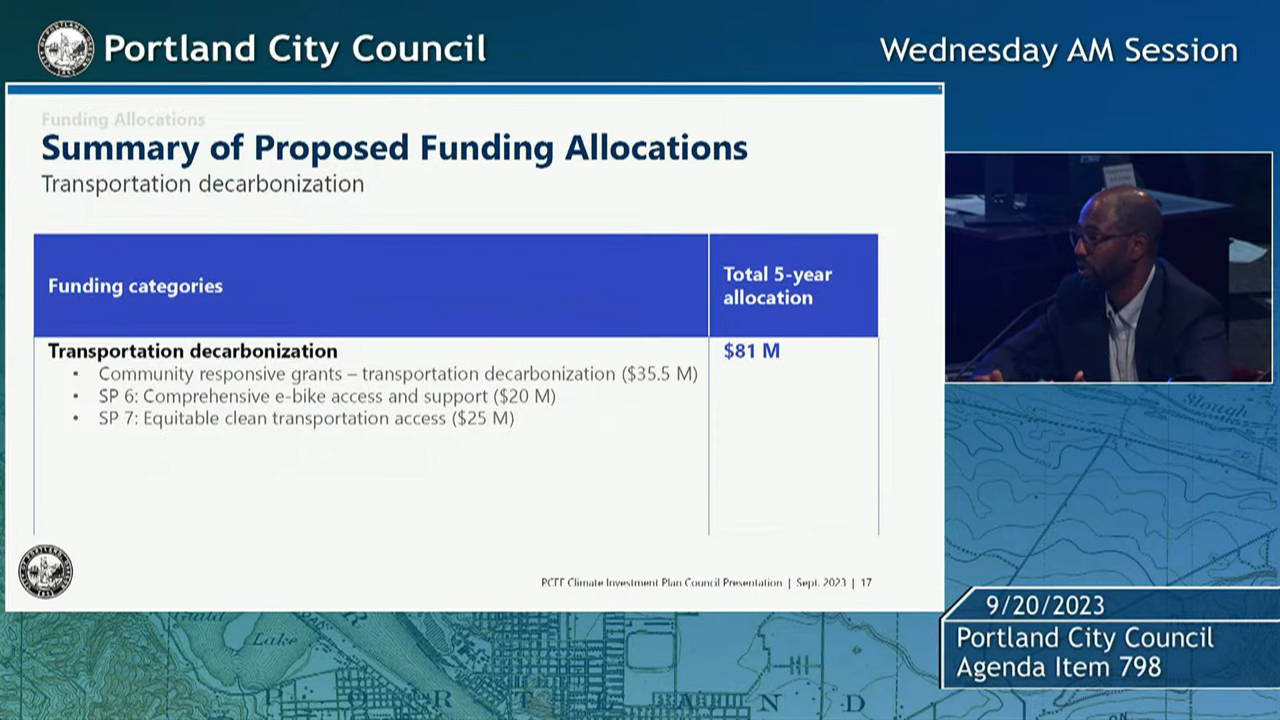 Portland City Council
Wednesday AM Session
Funding Allocations
Summary of Proposed Funding Allocations
Transportation decarbonization
Funding categories
Total 5-year
allocation
Transportation decarbonization
$81 M
• Community responsive grants – transportation decarbonization ($35.5 M)
• SP 6: Comprehensive e-bike access and support ($20 M)
• SP 7: Equitable clean transportation access ($25 M)
PCEF Climate Investment Plan Council Presentation | Sept. 2023 | 17
Slough
Guild
Lake
R T L A N D
9/20/2023
Portland City Council
Agenda Item 798